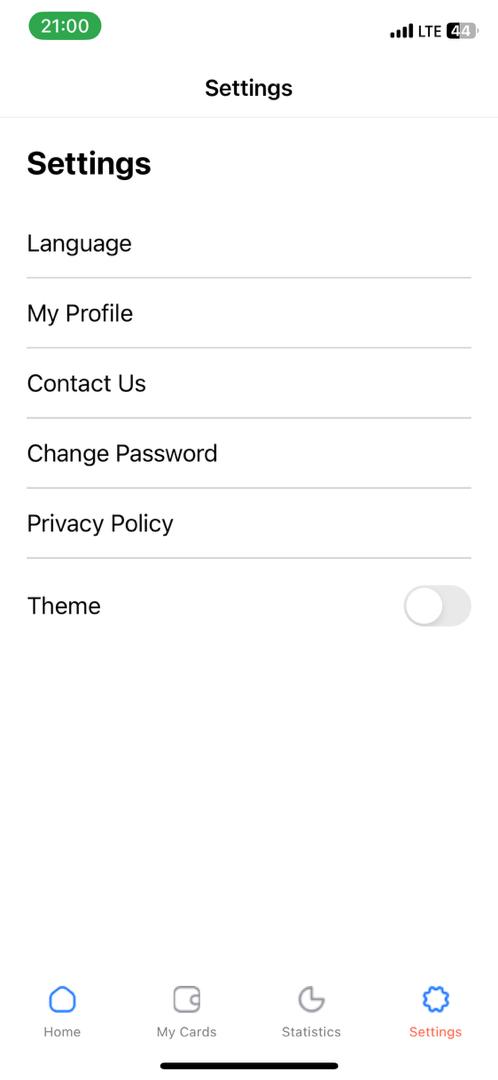 21:00
LTE 44
Settings
Settings
Language
My Profile
Contact Us
Change Password
Privacy Policy
Theme
Home
My Cards
Statistics
Settings